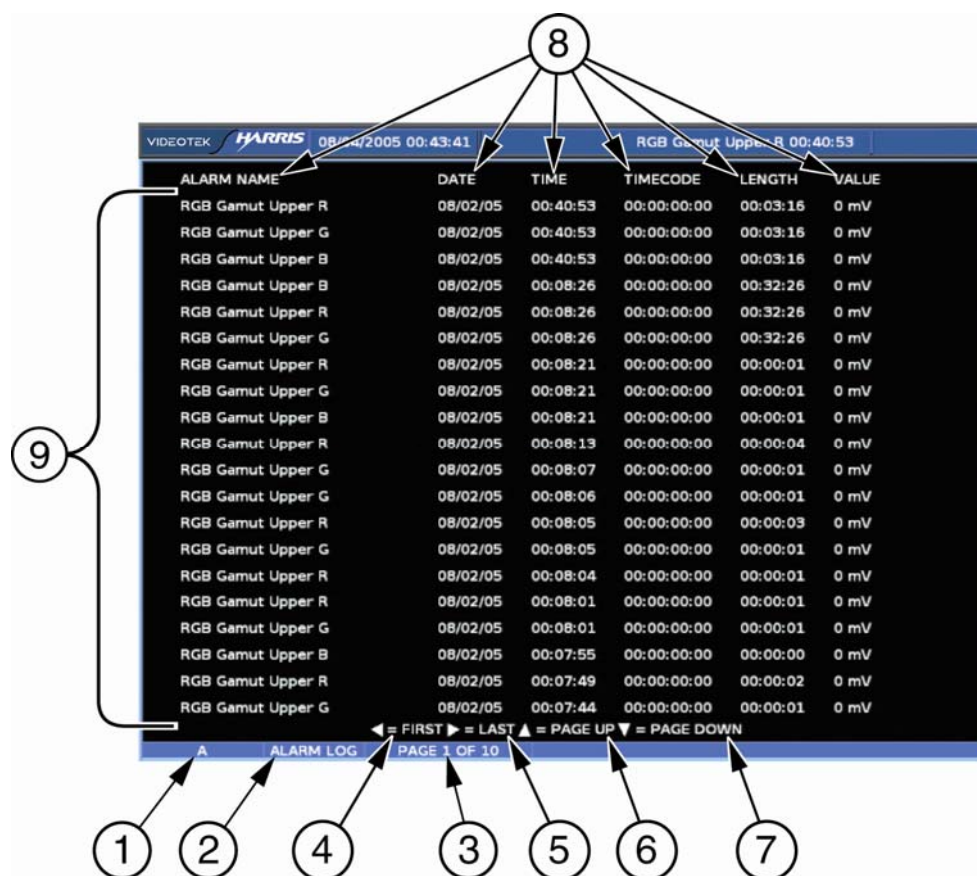 8
VIDEOTEK HARRIS 08/04/2005 00:43:41 RGB Gamut Upper R 00:40:53
ALARM NAME DATE TIME TIMECODE LENGTH VALUE
RGB Gamut Upper R 08/02/05 00:40:53 00:00:00:00 00:03:16 0 mV
RGB Gamut Upper G 08/02/05 00:40:53 00:00:00:00 00:03:16 0 mV
RGB Gamut Upper B 08/02/05 00:40:53 00:00:00:00 00:03:16 0 mV
RGB Gamut Upper B 08/02/05 00:08:26 00:00:00:00 00:32:26 0 mV
RGB Gamut Upper R 08/02/05 00:08:26 00:00:00:00 00:32:26 0 mV
RGB Gamut Upper G 08/02/05 00:08:26 00:00:00:00 00:32:26 0 mV
RGB Gamut Upper R 08/02/05 00:08:21 00:00:00:00 00:00:01 0 mV
RGB Gamut Upper G 08/02/05 00:08:21 00:00:00:00 00:00:01 0 mV
RGB Gamut Upper B 08/02/05 00:08:21 00:00:00:00 00:00:01 0 mV
RGB Gamut Upper R 08/02/05 00:08:13 00:00:00:00 00:00:04 0 mV
9
RGB Gamut Upper G 08/02/05 00:08:07 00:00:00:00 00:00:01 0 mV
RGB Gamut Upper G 08/02/05 00:08:06 00:00:00:00 00:00:01 0 mV
RGB Gamut Upper R 08/02/05 00:08:05 00:00:00:00 00:00:03 0 mV
RGB Gamut Upper G 08/02/05 00:08:05 00:00:00:00 00:00:01 0 mV
RGB Gamut Upper R 08/02/05 00:08:04 00:00:00:00 00:00:01 0 mV
RGB Gamut Upper R 08/02/05 00:08:01 00:00:00:00 00:00:01 0 mV
RGB Gamut Upper G 08/02/05 00:08:01 00:00:00:00 00:00:01 0 mV
RGB Gamut Upper B 08/02/05 00:07:55 00:00:00:00 00:00:00 0 mV
RGB Gamut Upper R 08/02/05 00:07:49 00:00:00:00 00:00:02 0 mV
RGB Gamut Upper G 08/02/05 00:07:44 00:00:00:00 00:00:01 0 mV
◀ = FIRST ▶ = LAST ▲ = PAGE UP ▼ = PAGE DOWN
A ALARM LOG PAGE 1 OF 10
1 2 4 3 5 6 7